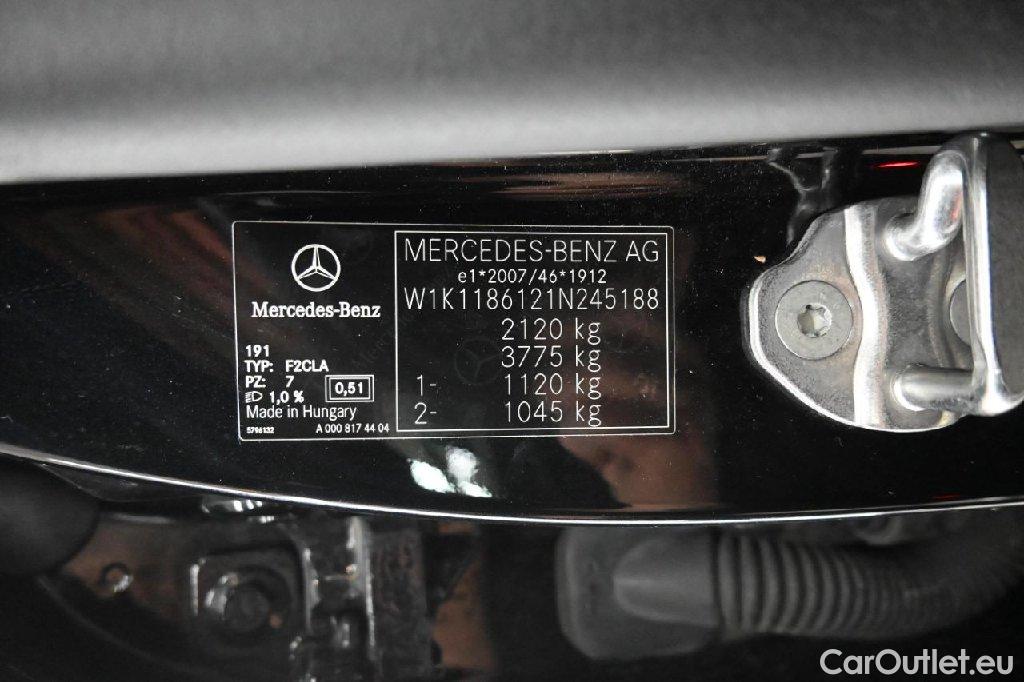 Mercedes-Benz
191
TYP: F2CLA
PZ: 7
1,0 % 0,51
Made in Hungary
5796132 A 000 817 44 04
MERCEDES-BENZ AG
e1*2007/46*1912
W1K1186121N245188
2120 kg
3775 kg
1- 1120 kg
2- 1045 kg
CarOutlet.eu